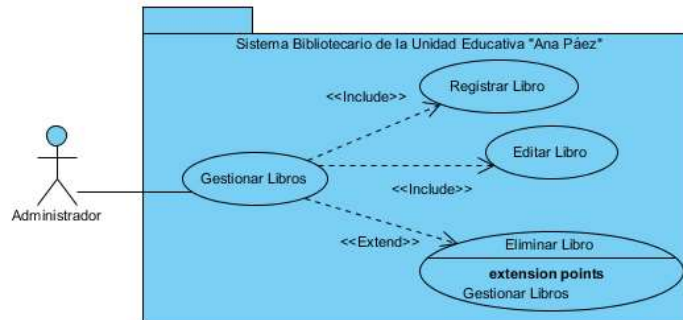 Sistema Bibliotecario de la Unidad Educativa "Ana Páez"
Registrar Libro
<<Include>>
Editar Libro
Gestionar Libros
<<Include>>
Administrador
<<Extend>>
Eliminar Libro
extension points
Gestionar Libros